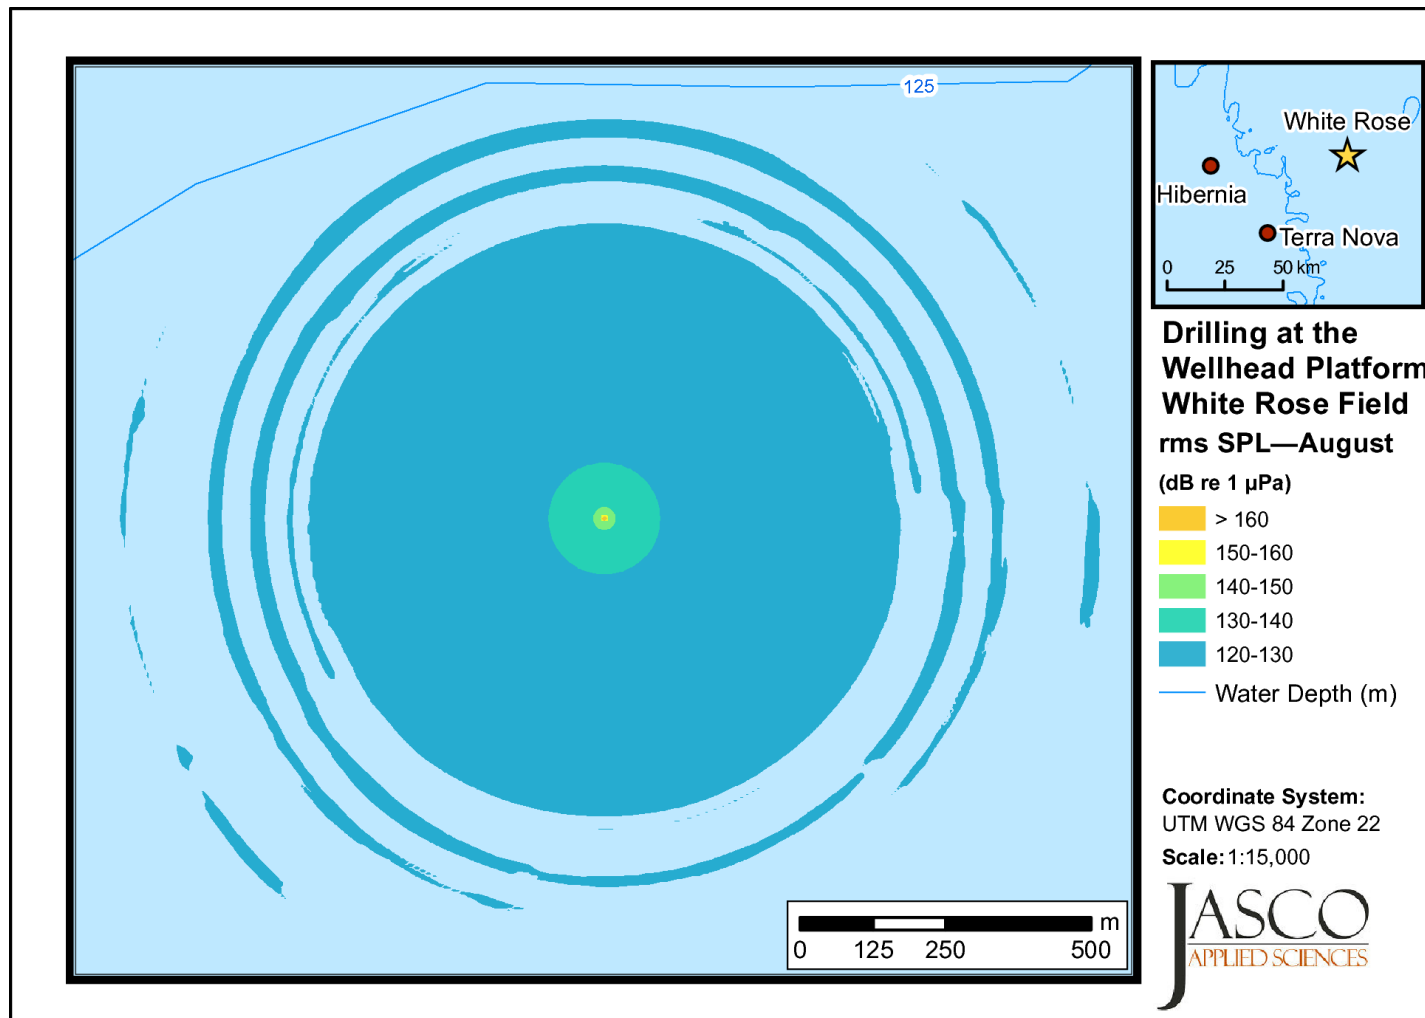 125
White Rose
Hibernia
Terra Nova
0 25 50 km
Drilling at the
Wellhead Platform
White Rose Field
rms SPL—August
(dB re 1 µPa)
> 160
150-160
140-150
130-140
120-130
Water Depth (m)
Coordinate System:
UTM WGS 84 Zone 22
Scale: 1:15,000
JASCO
APPLIED SCIENCES
m
0 125 250 500